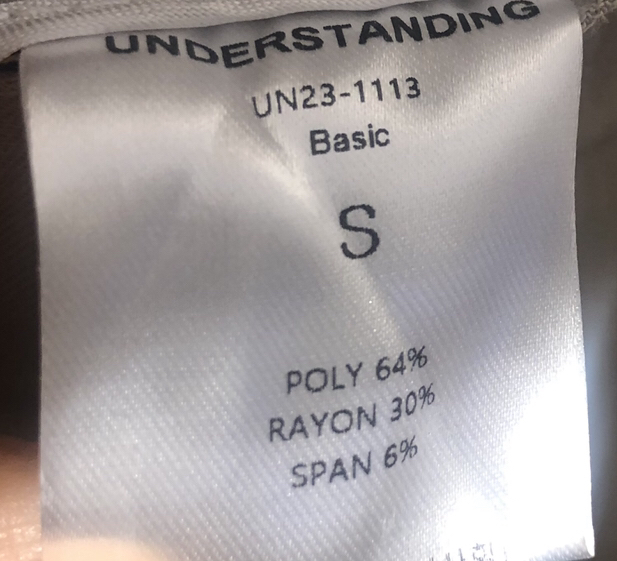 UNDERSTANDING
UN23-1113
Basic
S
POLY 64%
RAYON 30%
SPAN 6%